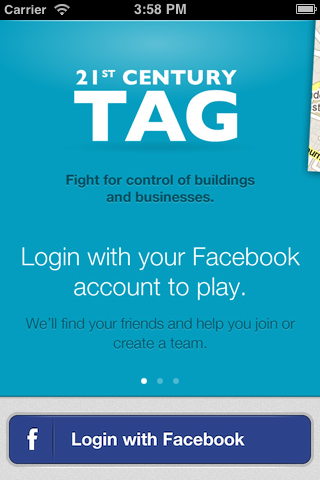 Carrier 3:58 PM
21ST CENTURY
TAG
Fight for control of buildings
and businesses.
Login with your Facebook
account to play.
We'll find your friends and help you join or
create a team.
f Login with Facebook